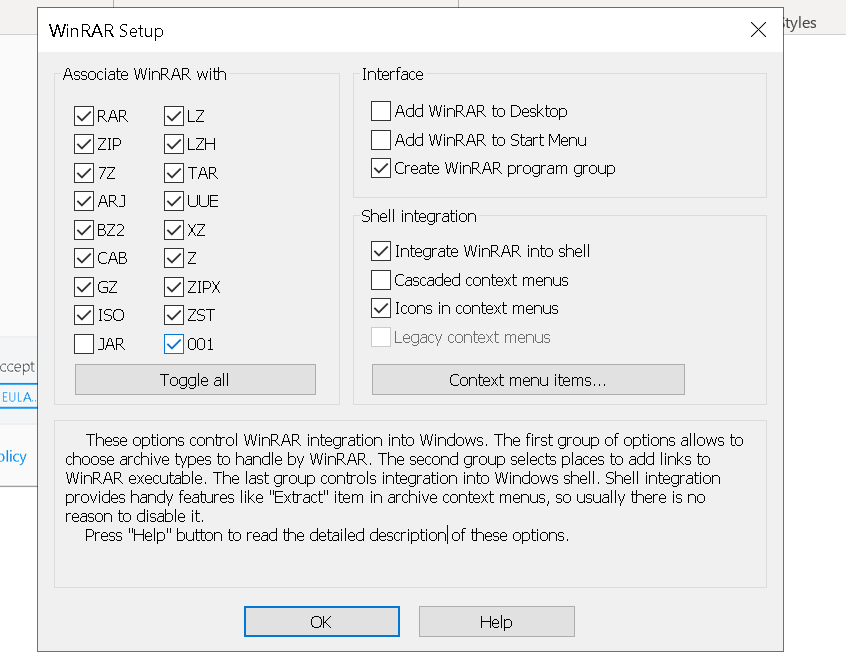 Styles
WinRAR Setup
Associate WinRAR with
RAR
LZ
ZIP
LZH
7Z
TAR
ARJ
UUE
BZ2
XZ
CAB
Z
GZ
ZIPX
ISO
ZST
JAR
001
Toggle all
Interface
Add WinRAR to Desktop
Add WinRAR to Start Menu
Create WinRAR program group
Shell integration
Integrate WinRAR into shell
Cascaded context menus
Icons in context menus
Legacy context menus
Context menu items...
ccept
EULA..
olicy
These options control WinRAR integration into Windows. The first group of options allows to
choose archive types to handle by WinRAR. The second group selects places to add links to
WinRAR executable. The last group controls integration into Windows shell. Shell integration
provides handy features like "Extract" item in archive context menus, so usually there is no
reason to disable it.
Press "Help" button to read the detailed description of these options.
OK
Help